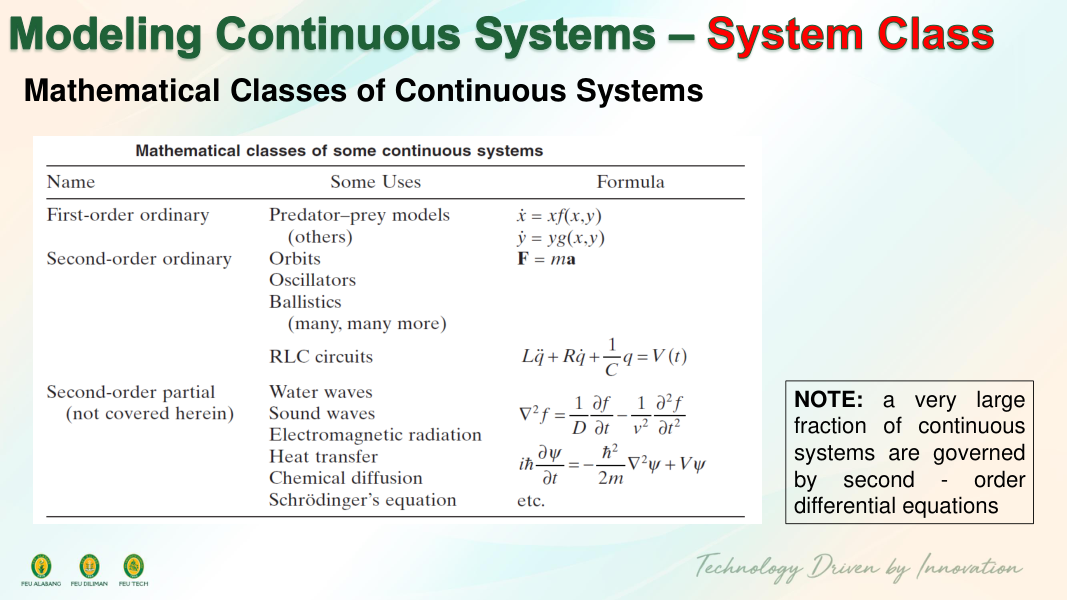 Modeling Continuous Systems – System Class
Mathematical Classes of Continuous Systems
Mathematical classes of some continuous systems
Name Some Uses Formula
First-order ordinary Predator–prey models ẋ = xf(x,y)
(others) ẏ = yg(x,y)
Second-order ordinary Orbits F = ma
Oscillators
Ballistics
(many, many more)
RLC circuits Lq̈ + Rq̇ + 1/C q = V(t)
Second-order partial Water waves
(not covered herein) Sound waves ∇²f = 1/D ∂f/∂t − 1/v² ∂²f/∂t²
Electromagnetic radiation
Heat transfer iħ ∂ψ/∂t = − ħ²/2m ∇²ψ + Vψ
Chemical diffusion
Schrödinger's equation etc.
NOTE: a very large
fraction of continuous
systems are governed
by second - order
differential equations
FEU ALABANG FEU DILIMAN FEU TECH
Technology Driven by Innovation